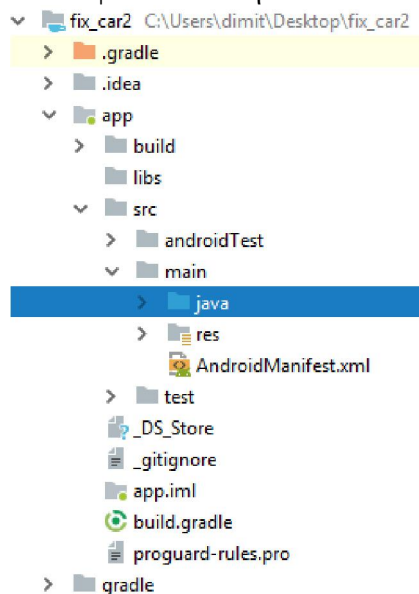 fix_car2 C:\Users\dimit\Desktop\fix_car2
.gradle
.idea
app
build
libs
src
androidTest
main
java
res
AndroidManifest.xml
test
_DS_Store
_gitignore
app.iml
build.gradle
proguard-rules.pro
gradle